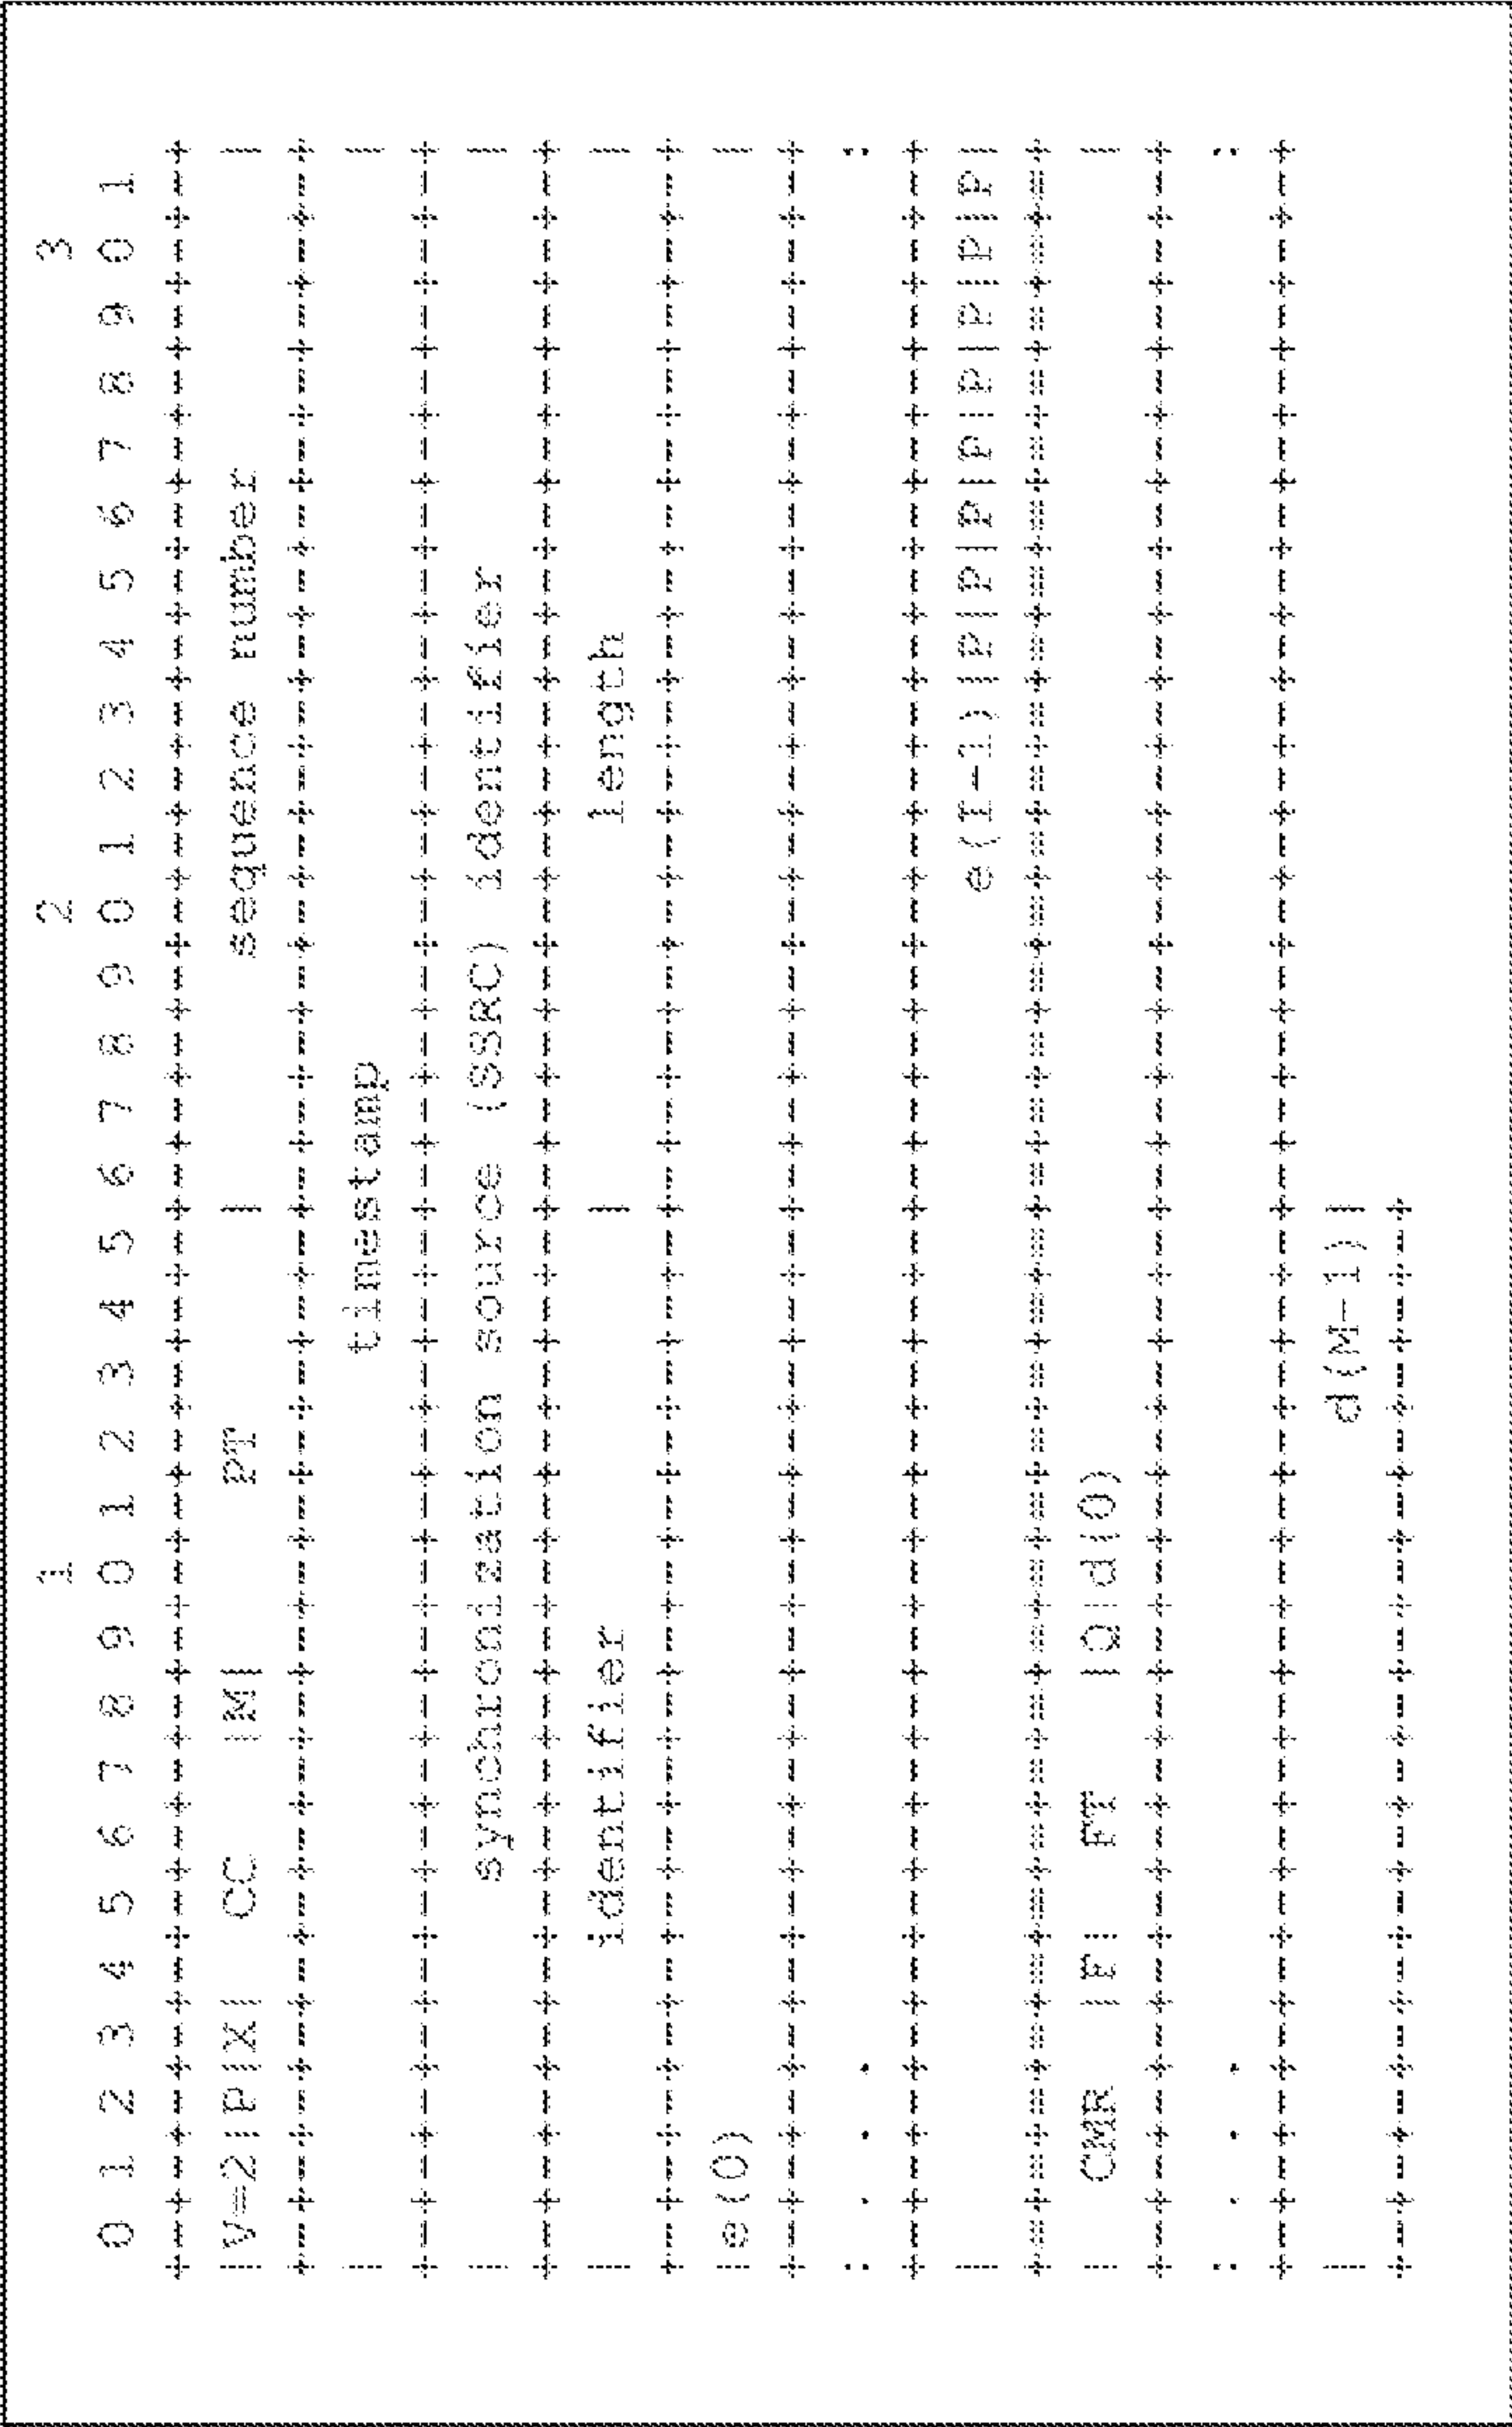 0                   1                   2                   3
 0 1 2 3 4 5 6 7 8 9 0 1 2 3 4 5 6 7 8 9 0 1 2 3 4 5 6 7 8 9 0 1
+-+-+-+-+-+-+-+-+-+-+-+-+-+-+-+-+-+-+-+-+-+-+-+-+-+-+-+-+-+-+-+-+
|V=2|P|X|  CC   |M|     PT      |       sequence number         |
+-+-+-+-+-+-+-+-+-+-+-+-+-+-+-+-+-+-+-+-+-+-+-+-+-+-+-+-+-+-+-+-+
|                           timestamp                           |
+-+-+-+-+-+-+-+-+-+-+-+-+-+-+-+-+-+-+-+-+-+-+-+-+-+-+-+-+-+-+-+-+
|           synchronization source (SSRC) identifier            |
+-+-+-+-+-+-+-+-+-+-+-+-+-+-+-+-+-+-+-+-+-+-+-+-+-+-+-+-+-+-+-+-+
|         identifier            |           length              |
+-+-+-+-+-+-+-+-+-+-+-+-+-+-+-+-+-+-+-+-+-+-+-+-+-+-+-+-+-+-+-+-+
|e(0)                                                           |
+-+-+-+-+-+-+-+-+-+-+-+-+-+-+-+-+-+-+-+-+-+-+-+-+-+-+-+-+-+-+-+-+
: . . .                                                         :
+-+-+-+-+-+-+-+-+-+-+-+-+-+-+-+-+-+-+-+-+-+-+-+-+-+-+-+-+-+-+-+-+
|                                         e(I-1)|P|P|P|P|P|P|P|P|
+=+=+=+=+=+=+=+=+=+=+=+=+=+=+=+=+=+=+=+=+=+=+=+=+=+=+=+=+=+=+=+=+
|  CMR  |F|  FT   |Q|d(0)                                       |
+-+-+-+-+-+-+-+-+-+-+-+-+-+-+-+-+-+-+-+-+-+-+-+-+-+-+-+-+-+-+-+-+
: . . .                                                         :
+-+-+-+-+-+-+-+-+-+-+-+-+-+-+-+-+-+-+-+-+-+-+-+-+-+-+-+-+-+-+-+-+
|                         d(M-1)|
+-+-+-+-+-+-+-+-+-+-+-+-+-+-+-+-+